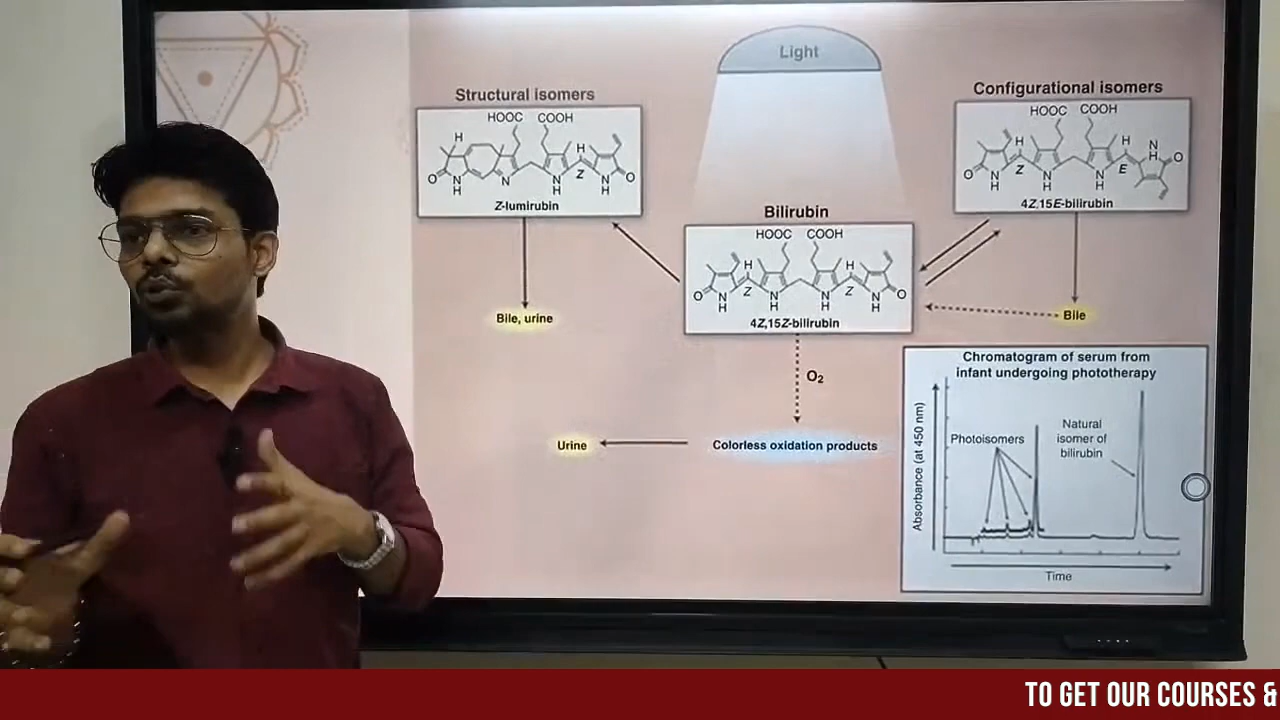 Light
Structural isomers
HOOC COOH
H
H
Z
O
N
H
N
N
H
N
H
O
Z-lumirubin
Configurational isomers
HOOC COOH
H
H
N
H
O
Z
E
O
N
H
N
H
N
H
4Z,15E-bilirubin
Bilirubin
HOOC COOH
H
H
Z
Z
O
N
H
N
H
N
H
N
H
O
4Z,15Z-bilirubin
Bile, urine
Bile
O2
Urine
Colorless oxidation products
Chromatogram of serum from
infant undergoing phototherapy
Absorbance (at 450 nm)
Photoisomers
Natural
isomer of
bilirubin
Time
TO GET OUR COURSES &